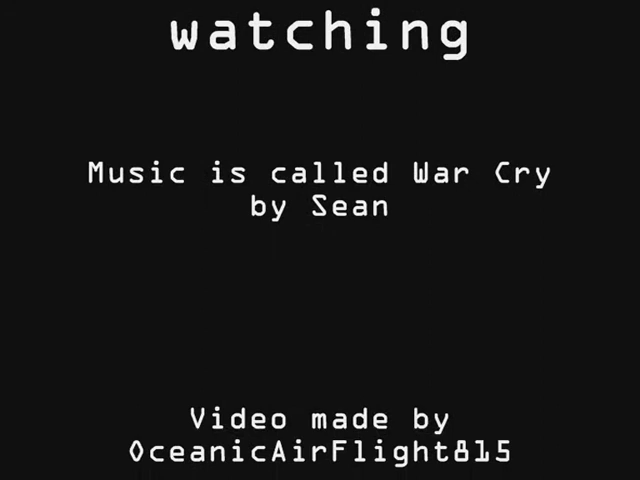 watching
Music is called War Cry
by Sean
Video made by
OceanicAirFlight815